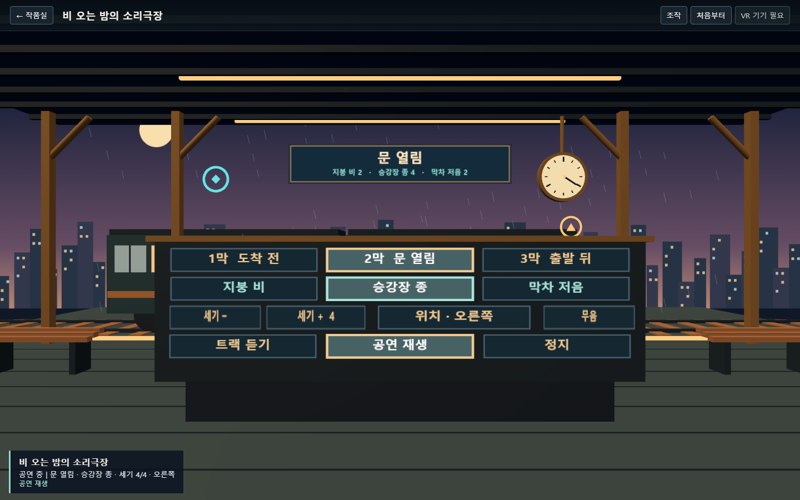 ← 작품실 비 오는 밤의 소리극장 조작 처음부터 VR 기기 필요
문 열림
지붕 비 2 · 승강장 종 4 · 막차 저음 2
1막 도착 전 2막 문 열림 3막 출발 뒤
지붕 비 승강장 종 막차 저음
세기 - 세기 + 4 위치 · 오른쪽 무음
트랙 듣기 공연 재생 정지
비 오는 밤의 소리극장
공연 중 | 문 열림 · 승강장 종 · 세기 4/4 · 오른쪽
공연 재생